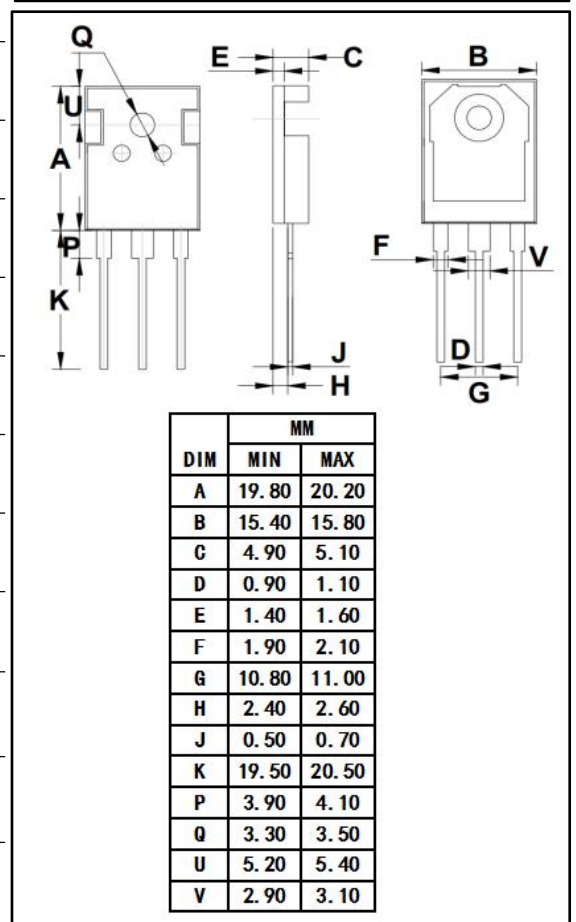 Q
E C B
U
A
P
K
F V
J D
H G
MM
DIM MIN MAX
A 19.80 20.20
B 15.40 15.80
C 4.90 5.10
D 0.90 1.10
E 1.40 1.60
F 1.90 2.10
G 10.80 11.00
H 2.40 2.60
J 0.50 0.70
K 19.50 20.50
P 3.90 4.10
Q 3.30 3.50
U 5.20 5.40
V 2.90 3.10